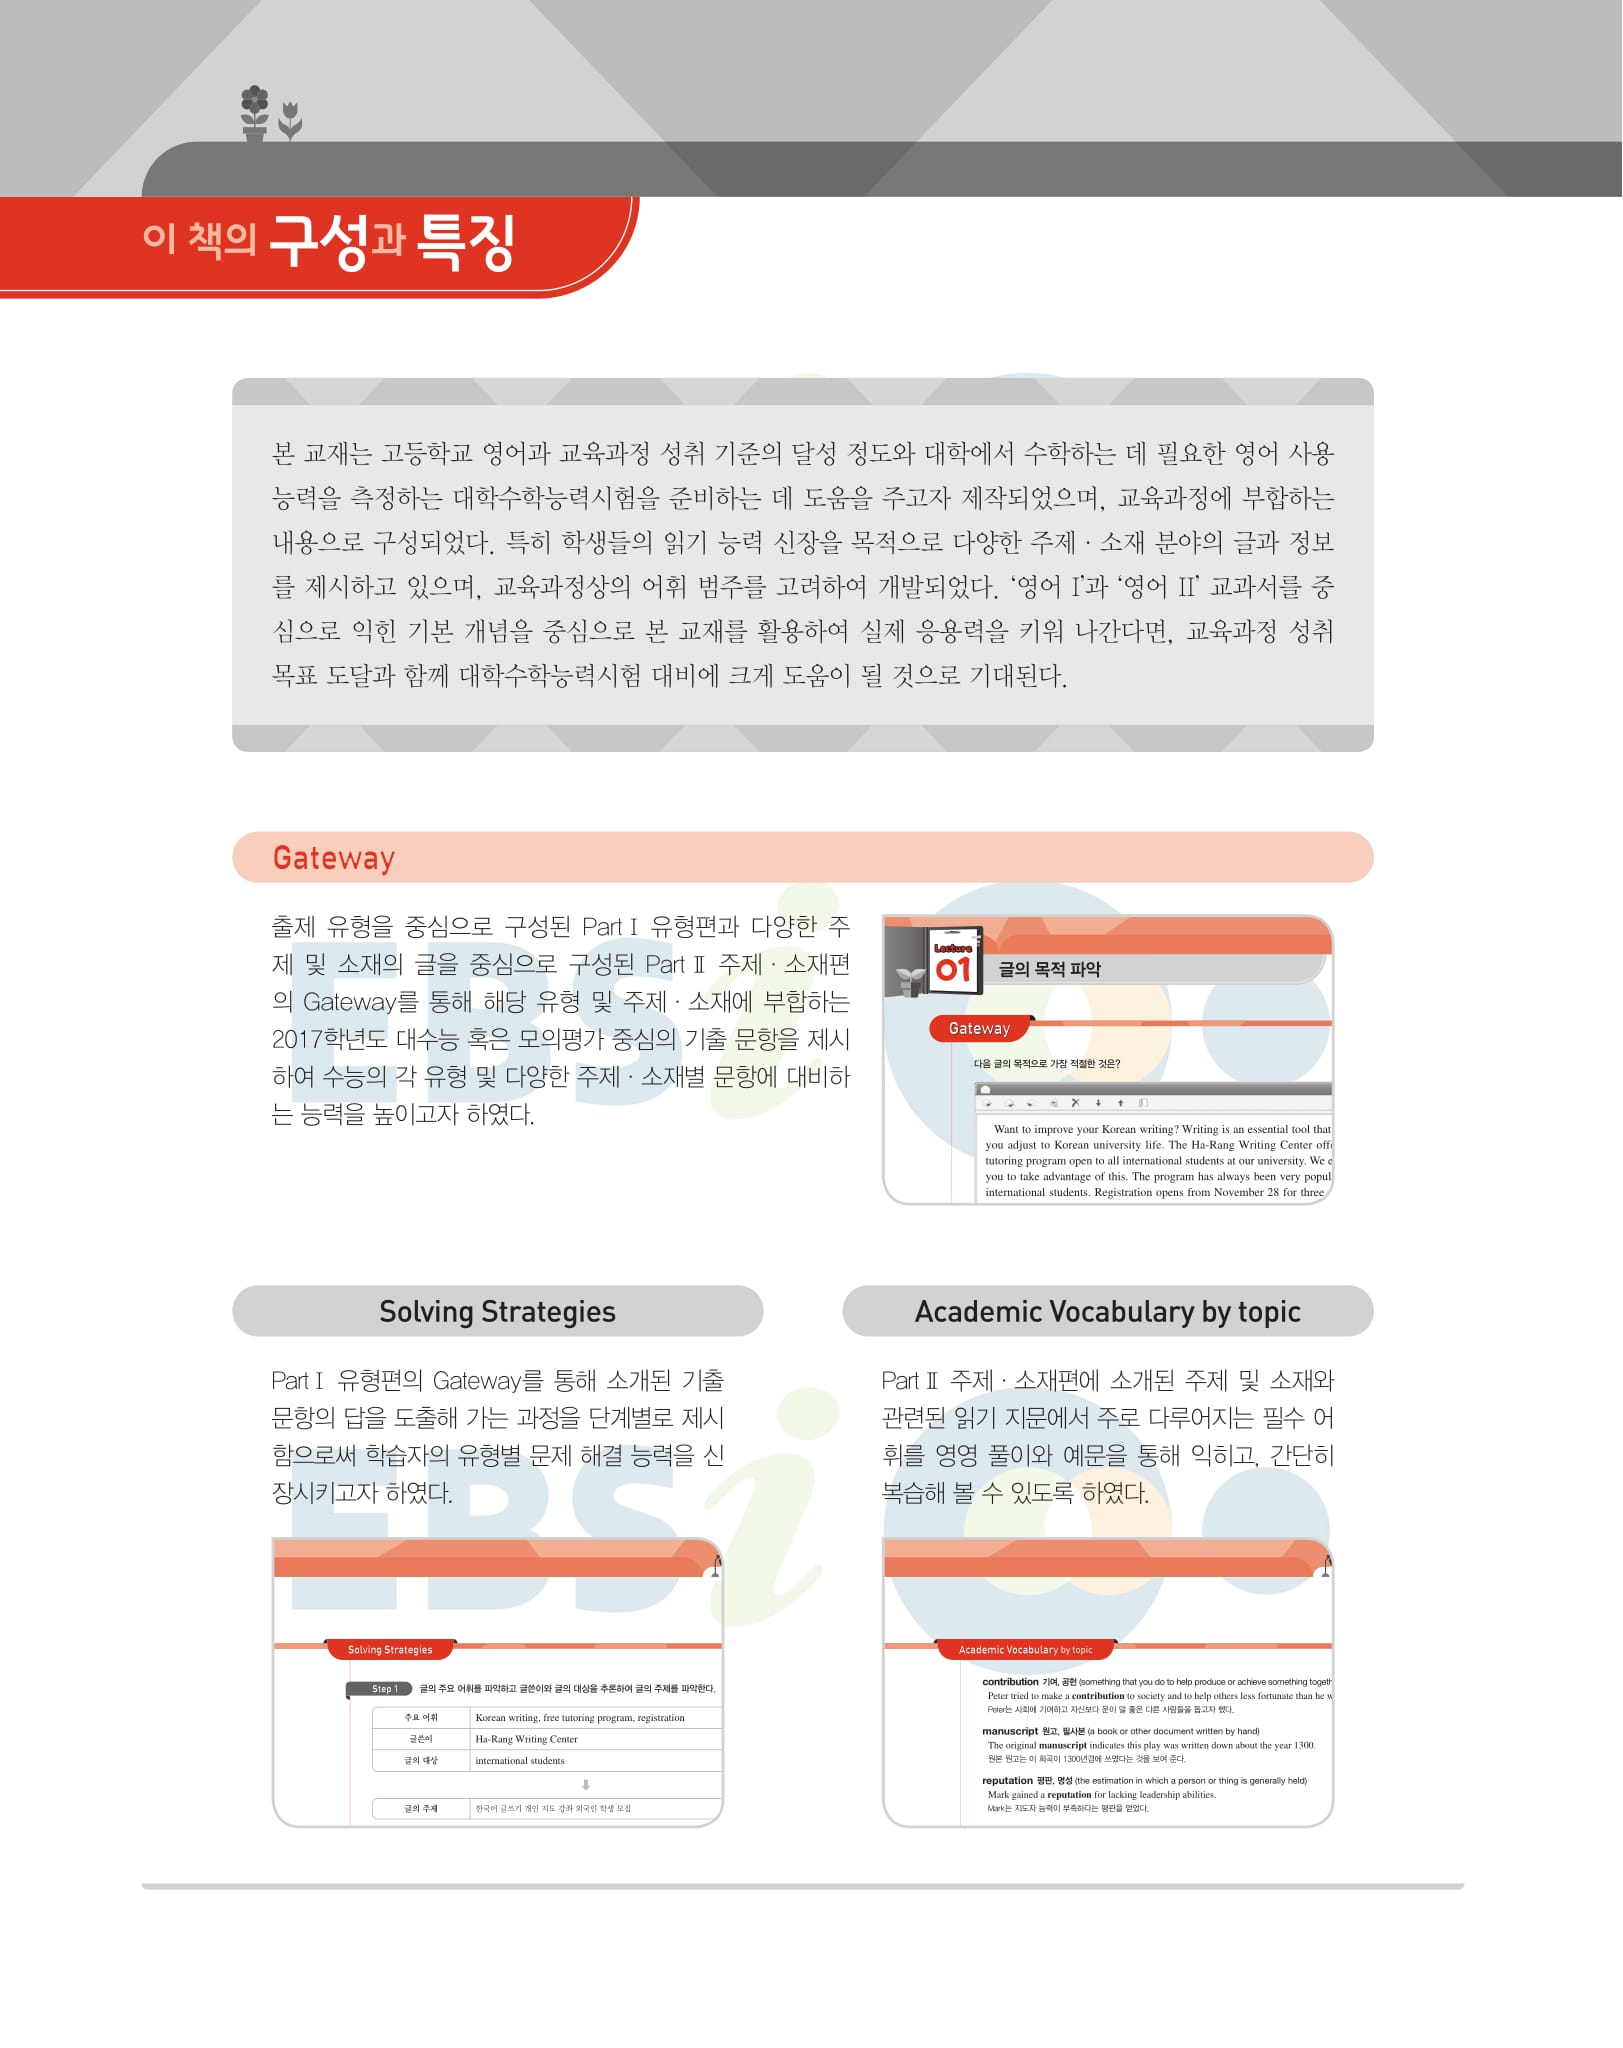 이 책의 구성과 특징
본 교재는 고등학교 영어과 교육과정 성취 기준의 달성 정도와 대학에서 수학하는 데 필요한 영어 사용
능력을 측정하는 대학수학능력시험을 준비하는 데 도움을 주고자 제작되었으며, 교육과정에 부합하는
내용으로 구성되었다. 특히 학생들의 읽기 능력 신장을 목적으로 다양한 주제·소재 분야의 글과 정보
를 제시하고 있으며, 교육과정상의 어휘 범주를 고려하여 개발되었다. ‘영어 I’과 ‘영어 II’ 교과서를 중
심으로 익힌 기본 개념을 중심으로 본 교재를 활용하여 실제 응용력을 키워 나간다면, 교육과정 성취
목표 도달과 함께 대학수학능력시험 대비에 크게 도움이 될 것으로 기대된다.
Gateway
출제 유형을 중심으로 구성된 Part Ⅰ 유형편과 다양한 주
제 및 소재의 글을 중심으로 구성된 Part Ⅱ 주제·소재편
의 Gateway를 통해 해당 유형 및 주제·소재에 부합하는
2017학년도 대수능 혹은 모의평가 중심의 기출 문항을 제시
하여 수능의 각 유형 및 다양한 주제·소재별 문항에 대비하
는 능력을 높이고자 하였다.
Lecture
01
글의 목적 파악
Gateway
다음 글의 목적으로 가장 적절한 것은?
Want to improve your Korean writing? Writing is an essential tool that
you adjust to Korean university life. The Ha-Rang Writing Center off
tutoring program open to all international students at our university. We e
you to take advantage of this. The program has always been very popul
international students. Registration opens from November 28 for three
EBSi
Solving Strategies
Part Ⅰ 유형편의 Gateway를 통해 소개된 기출
문항의 답을 도출해 가는 과정을 단계별로 제시
함으로써 학습자의 유형별 문제 해결 능력을 신
장시키고자 하였다.
Solving Strategies
Step 1 글의 주요 어휘를 파악하고 글쓴이와 글의 대상을 추론하여 글의 주제를 파악한다.
주요 어휘 Korean writing, free tutoring program, registration
글쓴이 Ha-Rang Writing Center
글의 대상 international students
글의 주제 한국어 글쓰기 개인 지도 강좌 외국인 학생 모집
Academic Vocabulary by topic
Part Ⅱ 주제·소재편에 소개된 주제 및 소재와
관련된 읽기 지문에서 주로 다루어지는 필수 어
휘를 영영 풀이와 예문을 통해 익히고, 간단히
복습해 볼 수 있도록 하였다.
Academic Vocabulary by topic
contribution 기여, 공헌 (something that you do to help produce or achieve something togeth
Peter tried to make a contribution to society and to help others less fortunate than he w
Peter는 사회에 기여하고 자신보다 운이 덜 좋은 다른 사람들을 돕고자 했다.
manuscript 원고, 필사본 (a book or other document written by hand)
The original manuscript indicates this play was written down about the year 1300.
원본 원고는 이 희곡이 1300년경에 쓰였다는 것을 보여 준다.
reputation 평판, 명성 (the estimation in which a person or thing is generally held)
Mark gained a reputation for lacking leadership abilities.
Mark는 지도자 능력이 부족하다는 평판을 얻었다.
EBSi